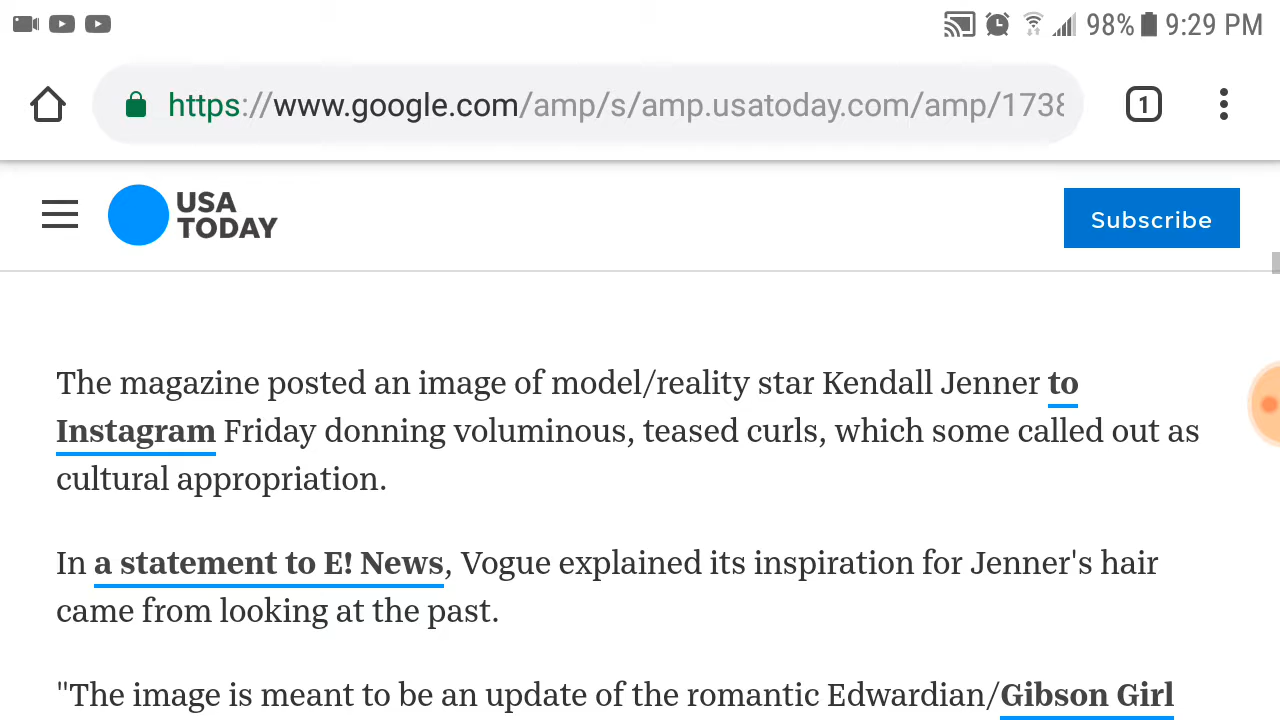 98% 9:29 PM
https://www.google.com/amp/s/amp.usatoday.com/amp/1738
1
USA
TODAY
Subscribe
The magazine posted an image of model/reality star Kendall Jenner to
Instagram Friday donning voluminous, teased curls, which some called out as
cultural appropriation.
In a statement to E! News, Vogue explained its inspiration for Jenner's hair
came from looking at the past.
"The image is meant to be an update of the romantic Edwardian/Gibson Girl